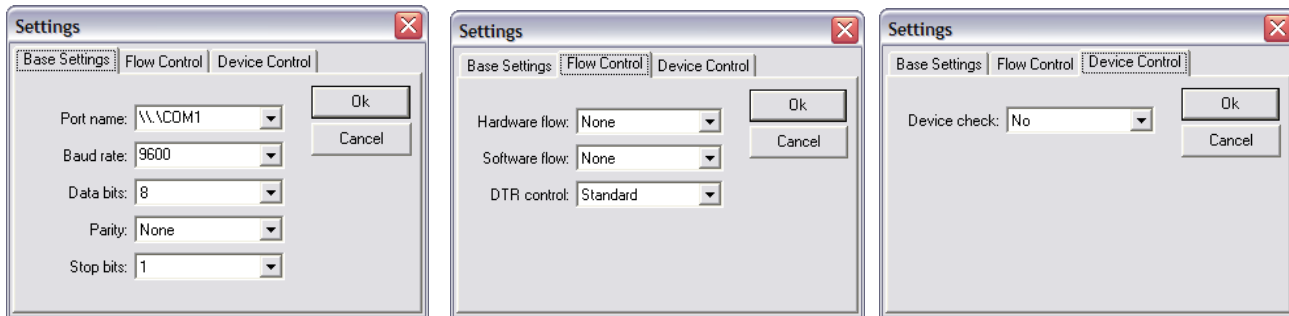 Settings
Base Settings Flow Control Device Control
Ok
Cancel
Port name: \\.\COM1
Baud rate: 9600
Data bits: 8
Parity: None
Stop bits: 1
Settings
Base Settings Flow Control Device Control
Ok
Cancel
Hardware flow: None
Software flow: None
DTR control: Standard
Settings
Base Settings Flow Control Device Control
Ok
Cancel
Device check: No